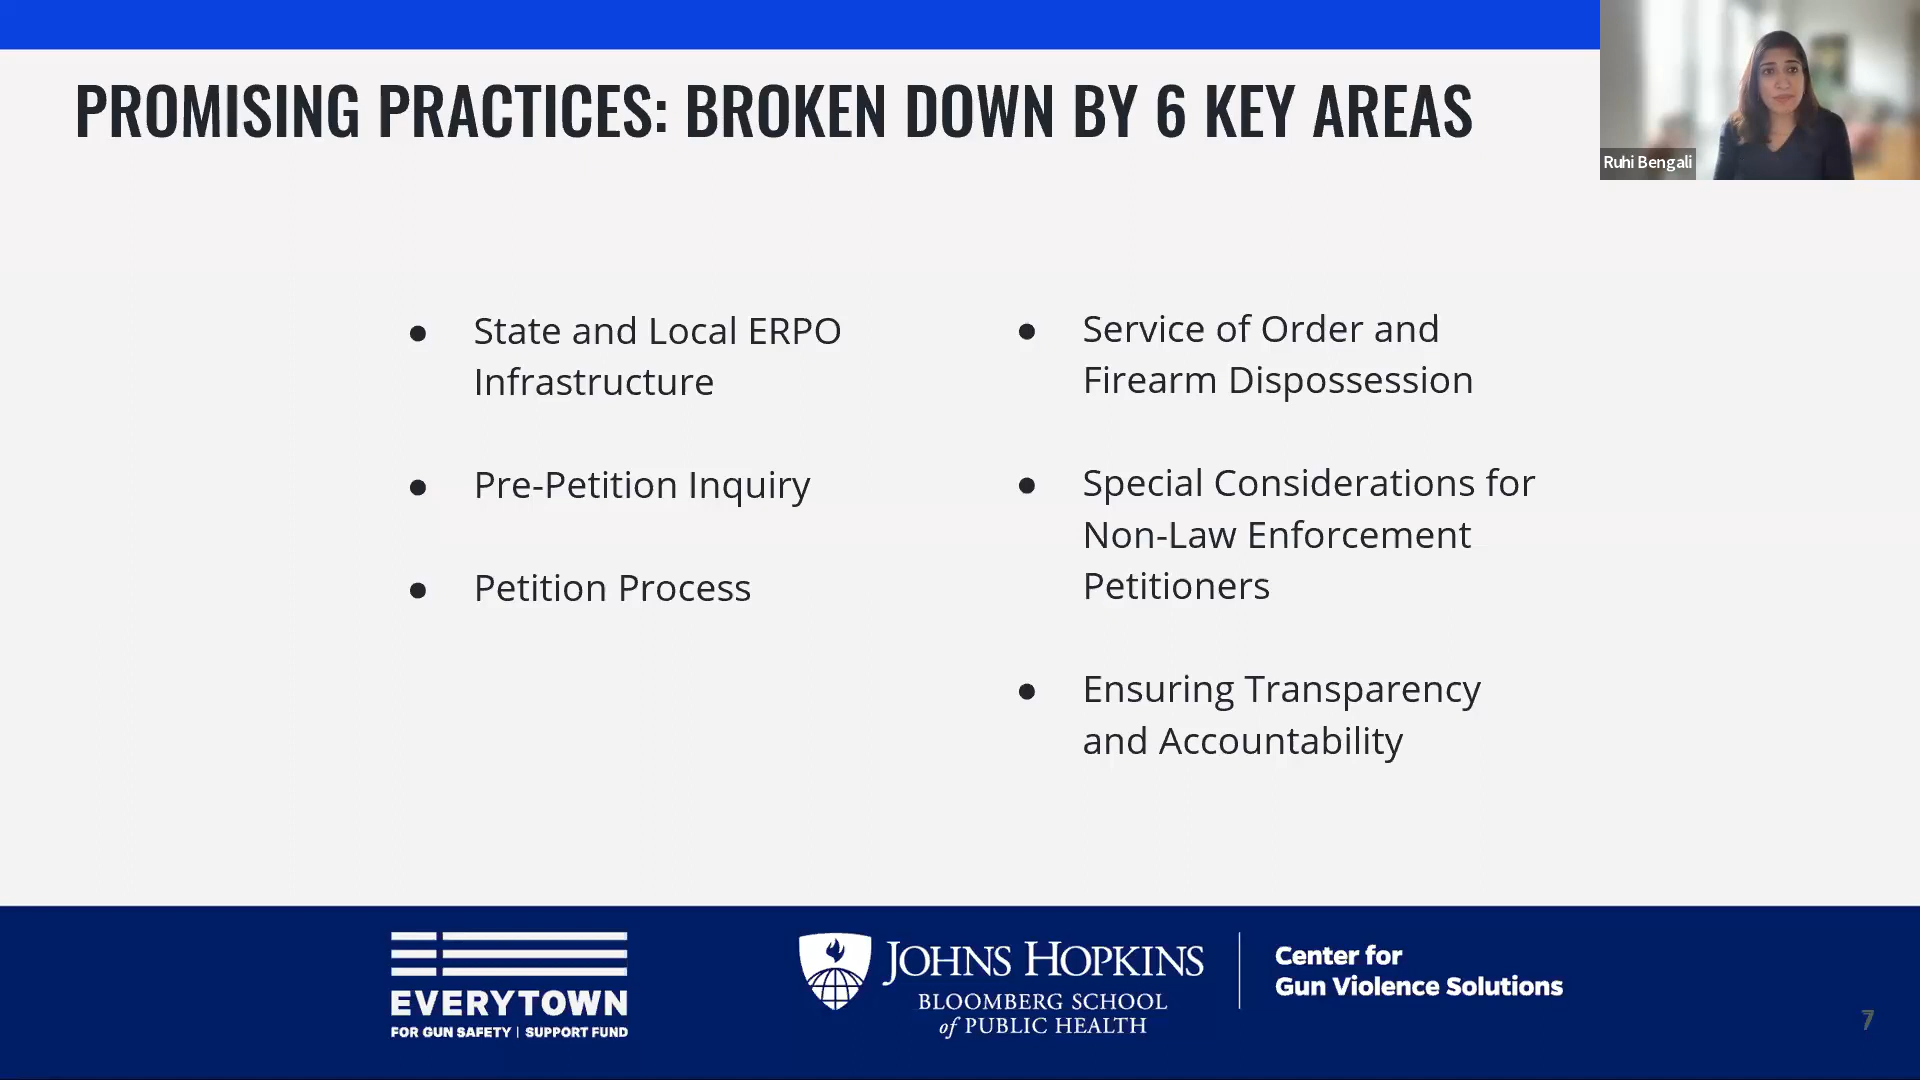 PROMISING PRACTICES: BROKEN DOWN BY 6 KEY AREAS
Ruhi Bengali
● State and Local ERPO
Infrastructure
● Pre-Petition Inquiry
● Petition Process
● Service of Order and
Firearm Dispossession
● Special Considerations for
Non-Law Enforcement
Petitioners
● Ensuring Transparency
and Accountability
EVERYTOWN
FOR GUN SAFETY | SUPPORT FUND
JOHNS HOPKINS
BLOOMBERG SCHOOL
of PUBLIC HEALTH
Center for
Gun Violence Solutions
7